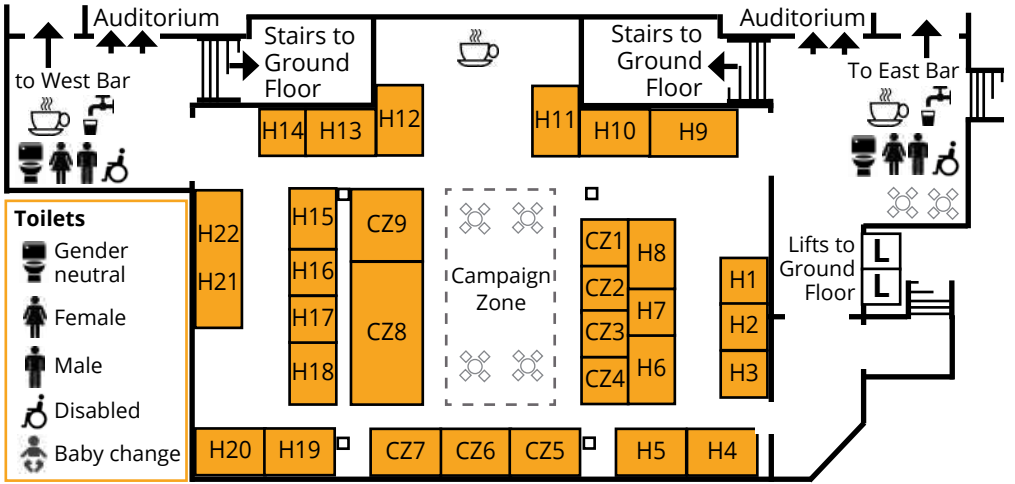 Auditorium
Auditorium
Stairs to
Ground
Floor
Stairs to
Ground
Floor
to West Bar
To East Bar
H14
H13
H12
H11
H10
H9
Toilets
Gender
neutral
Female
Male
Disabled
Baby change
H22
H21
H15
H16
H17
H18
CZ9
CZ8
Campaign
Zone
CZ1
CZ2
CZ3
CZ4
H8
H7
H6
H1
H2
H3
Lifts to
Ground
Floor
L
L
H20
H19
CZ7
CZ6
CZ5
H5
H4